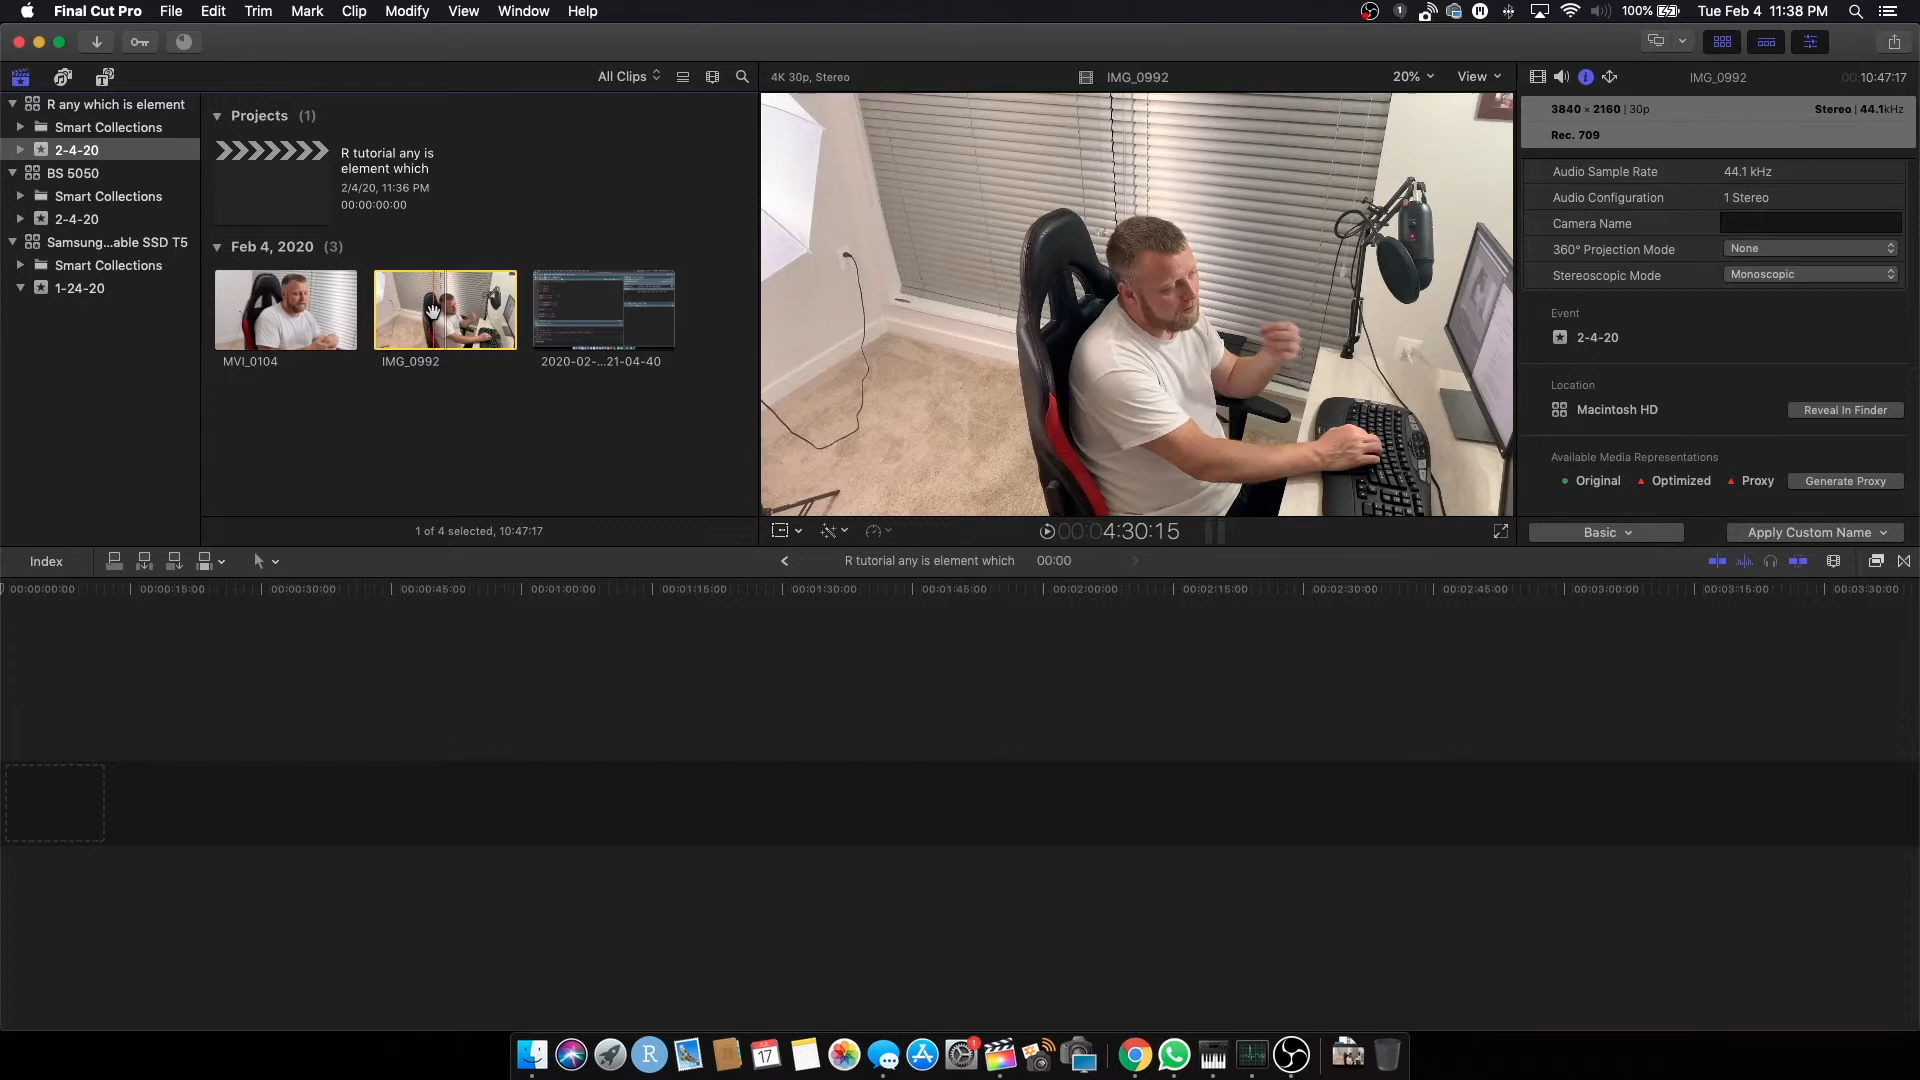 Final Cut Pro File Edit Trim Mark Clip Modify View Window Help
100% Tue Feb 4 11:38 PM
All Clips
4K 30p, Stereo
IMG_0992
20% View
IMG_0992
00:00:10:47:17
R any which is element
Smart Collections
2-4-20
BS 5050
Smart Collections
2-4-20
Samsung...able SSD T5
Smart Collections
1-24-20
Projects (1)
R tutorial any is
element which
2/4/20, 11:36 PM
00:00:00:00
Feb 4, 2020 (3)
MVI_0104
IMG_0992
2020-02-...21-04-40
1 of 4 selected, 10:47:17
00:04:30:15
3840 × 2160 | 30p
Stereo | 44.1kHz
Rec. 709
Audio Sample Rate 44.1 kHz
Audio Configuration 1 Stereo
Camera Name
360° Projection Mode None
Stereoscopic Mode Monoscopic
Event
2-4-20
Location
Macintosh HD Reveal In Finder
Available Media Representations
Original Optimized Proxy Generate Proxy
Basic Apply Custom Name
Index
R tutorial any is element which 00:00
00:00:00:00 00:00:15:00 00:00:30:00 00:00:45:00 00:01:00:00 00:01:15:00 00:01:30:00 00:01:45:00 00:02:00:00 00:02:15:00 00:02:30:00 00:02:45:00 00:03:00:00 00:03:15:00 00:03:30:00
R
JUL
17
1